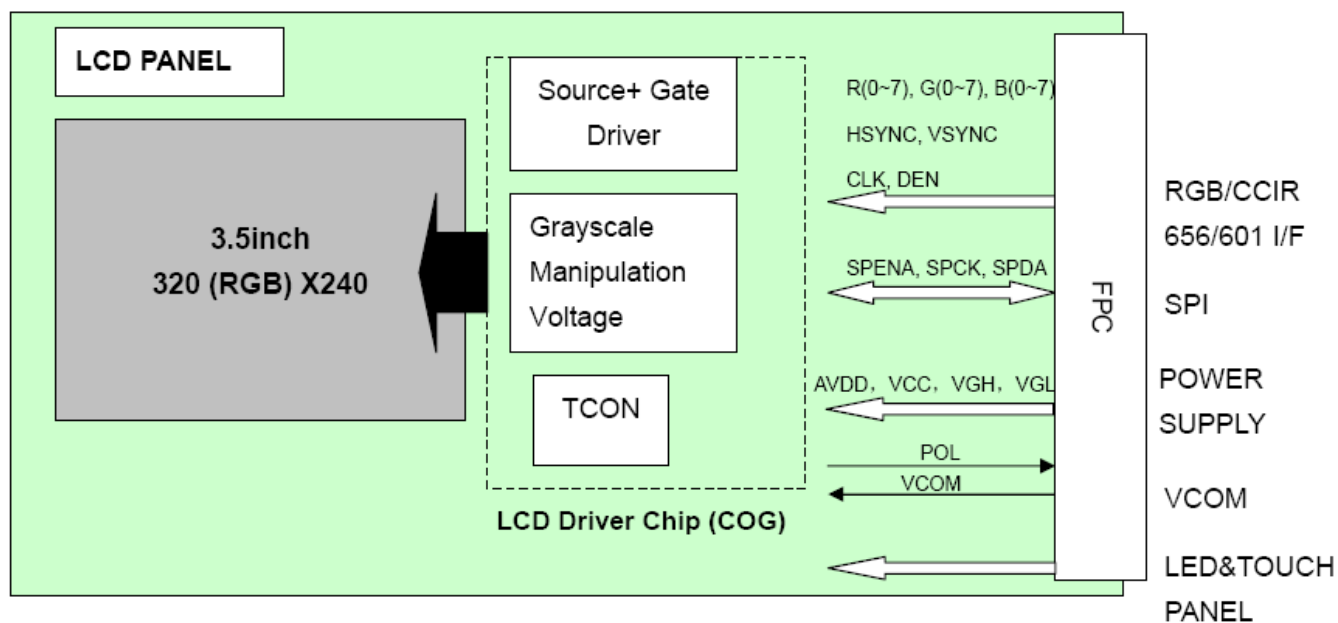 LCD PANEL
3.5inch
320 (RGB) X240
Source+ Gate
Driver
Grayscale
Manipulation
Voltage
TCON
LCD Driver Chip (COG)
R(0~7), G(0~7), B(0~7)
HSYNC, VSYNC
CLK, DEN
SPENA, SPCK, SPDA
AVDD，VCC，VGH，VGL
POL
VCOM
FPC
RGB/CCIR
656/601 I/F
SPI
POWER
SUPPLY
VCOM
LED&TOUCH
PANEL